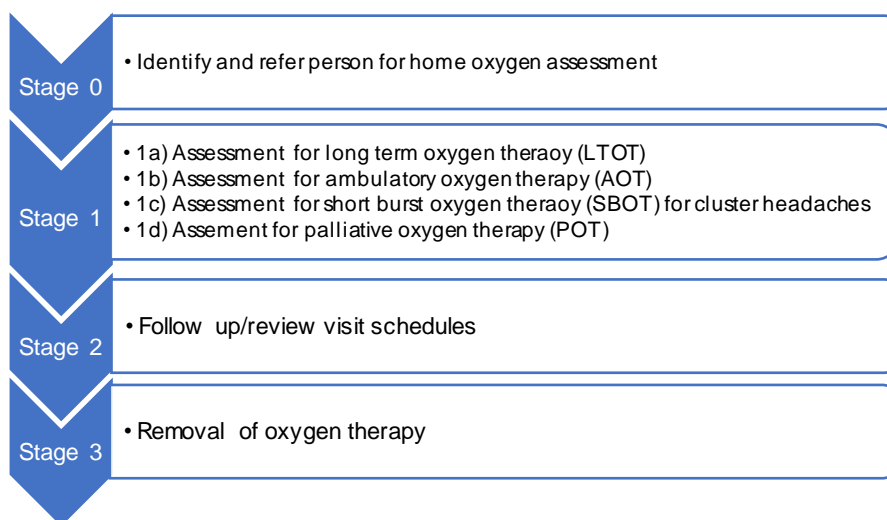 Stage 0
• Identify and refer person for home oxygen assessment
Stage 1
• 1a) Assessment for long term oxygen theraoy (LTOT)
• 1b) Assessment for ambulatory oxygen therapy (AOT)
• 1c) Assessment for short burst oxygen theraoy (SBOT) for cluster headaches
• 1d) Assement for palliative oxygen therapy (POT)
Stage 2
• Follow up/review visit schedules
Stage 3
• Removal of oxygen therapy